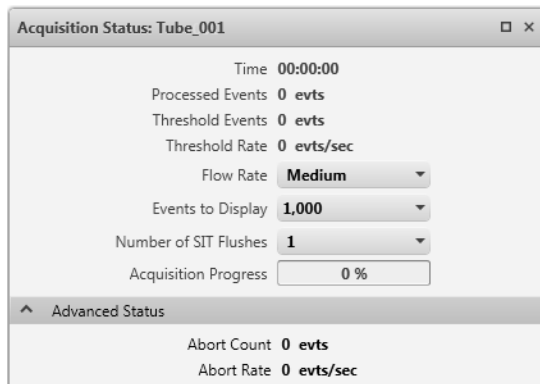 Acquisition Status: Tube_001
Time 00:00:00
Processed Events 0 evts
Threshold Events 0 evts
Threshold Rate 0 evts/sec
Flow Rate Medium
Events to Display 1,000
Number of SIT Flushes 1
Acquisition Progress 0 %
Advanced Status
Abort Count 0 evts
Abort Rate 0 evts/sec